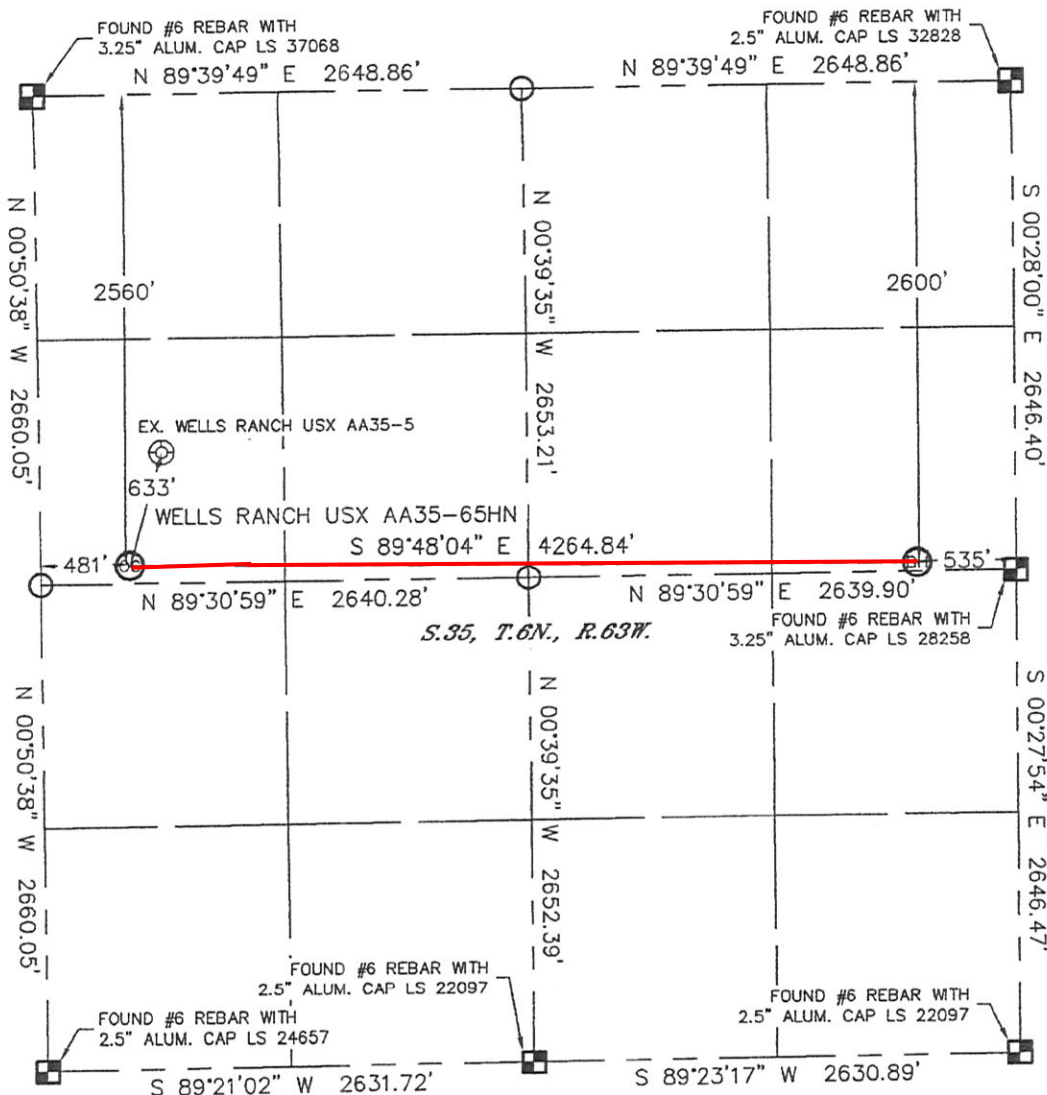 FOUND #6 REBAR WITH
3.25" ALUM. CAP LS 37068
FOUND #6 REBAR WITH
2.5" ALUM. CAP LS 32828
N 89°39'49" E 2648.86'
N 89°39'49" E 2648.86'
N 00°50'38" W 2660.05'
2560'
N 00°39'35" W 2653.21'
2600'
S 00°28'00" E 2646.40'
EX. WELLS RANCH USX AA35-5
633'
WELLS RANCH USX AA35-65HN
S 89°48'04" E 4264.84'
481'
535'
N 89°30'59" E 2640.28'
N 89°30'59" E 2639.90'
S.35, T.6N., R.63W.
FOUND #6 REBAR WITH
3.25" ALUM. CAP LS 28258
N 00°50'38" W 2660.05'
N 00°39'35" W 2652.39'
S 00°27'54" E 2646.47'
FOUND #6 REBAR WITH
2.5" ALUM. CAP LS 22097
FOUND #6 REBAR WITH
2.5" ALUM. CAP LS 24657
FOUND #6 REBAR WITH
2.5" ALUM. CAP LS 22097
S 89°21'02" W 2631.72'
S 89°23'17" W 2630.89'